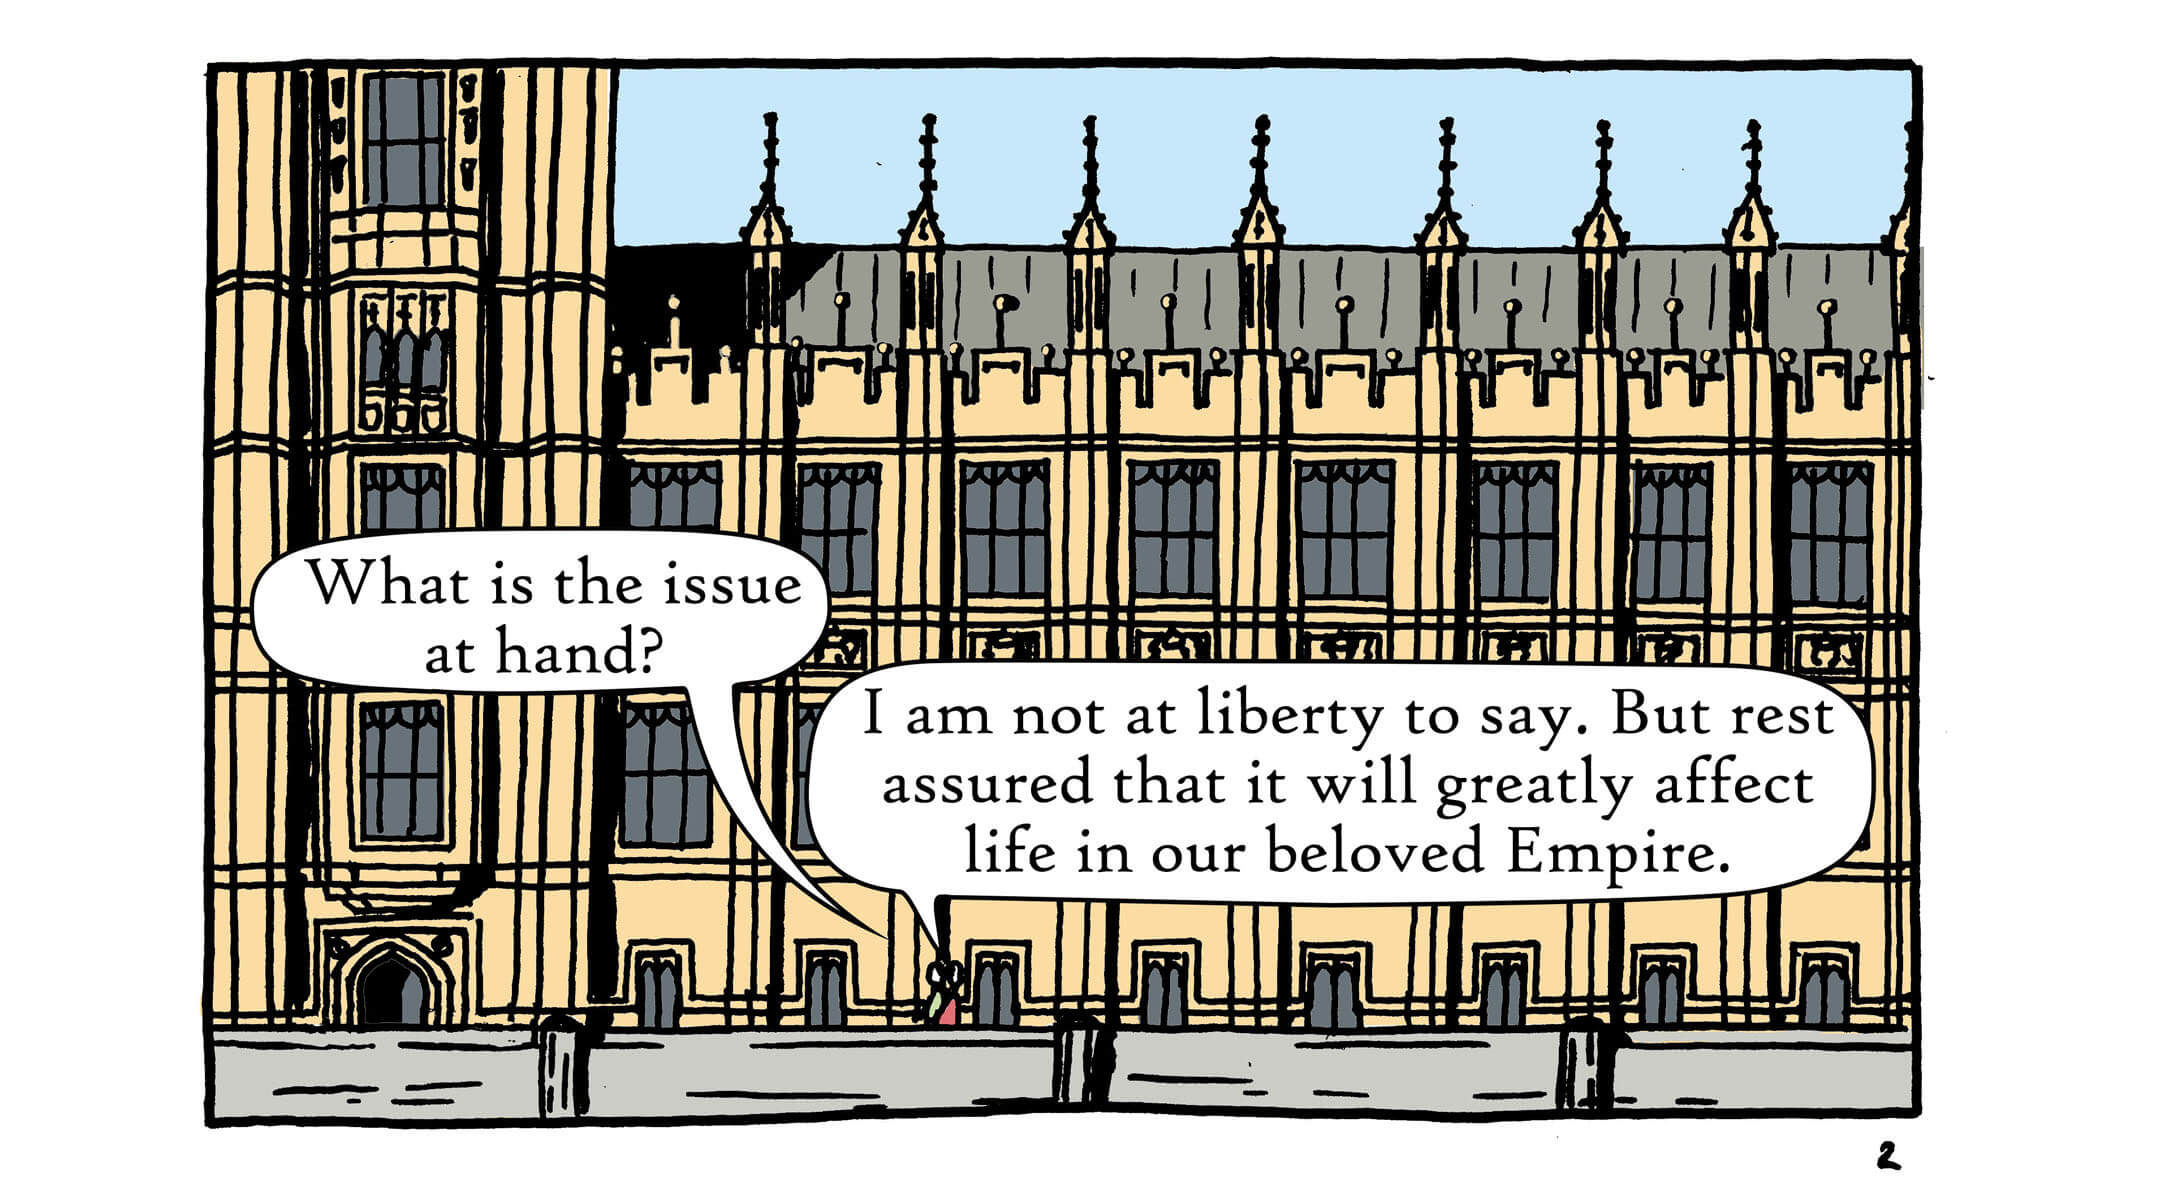 What is the issue
at hand?
I am not at liberty to say. But rest
assured that it will greatly affect
life in our beloved Empire.
2